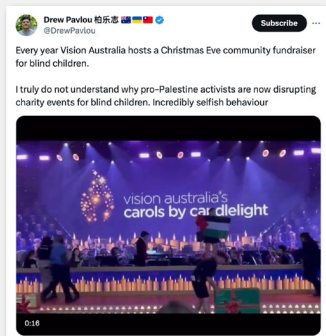 Drew Pavlou 柏乐志
@DrewPavlou
Subscribe
Every year Vision Australia hosts a Christmas Eve community fundraiser
for blind children.
I truly do not understand why pro-Palestine activists are now disrupting
charity events for blind children. Incredibly selfish behaviour
vision australia's
carols by candlelight
0:16